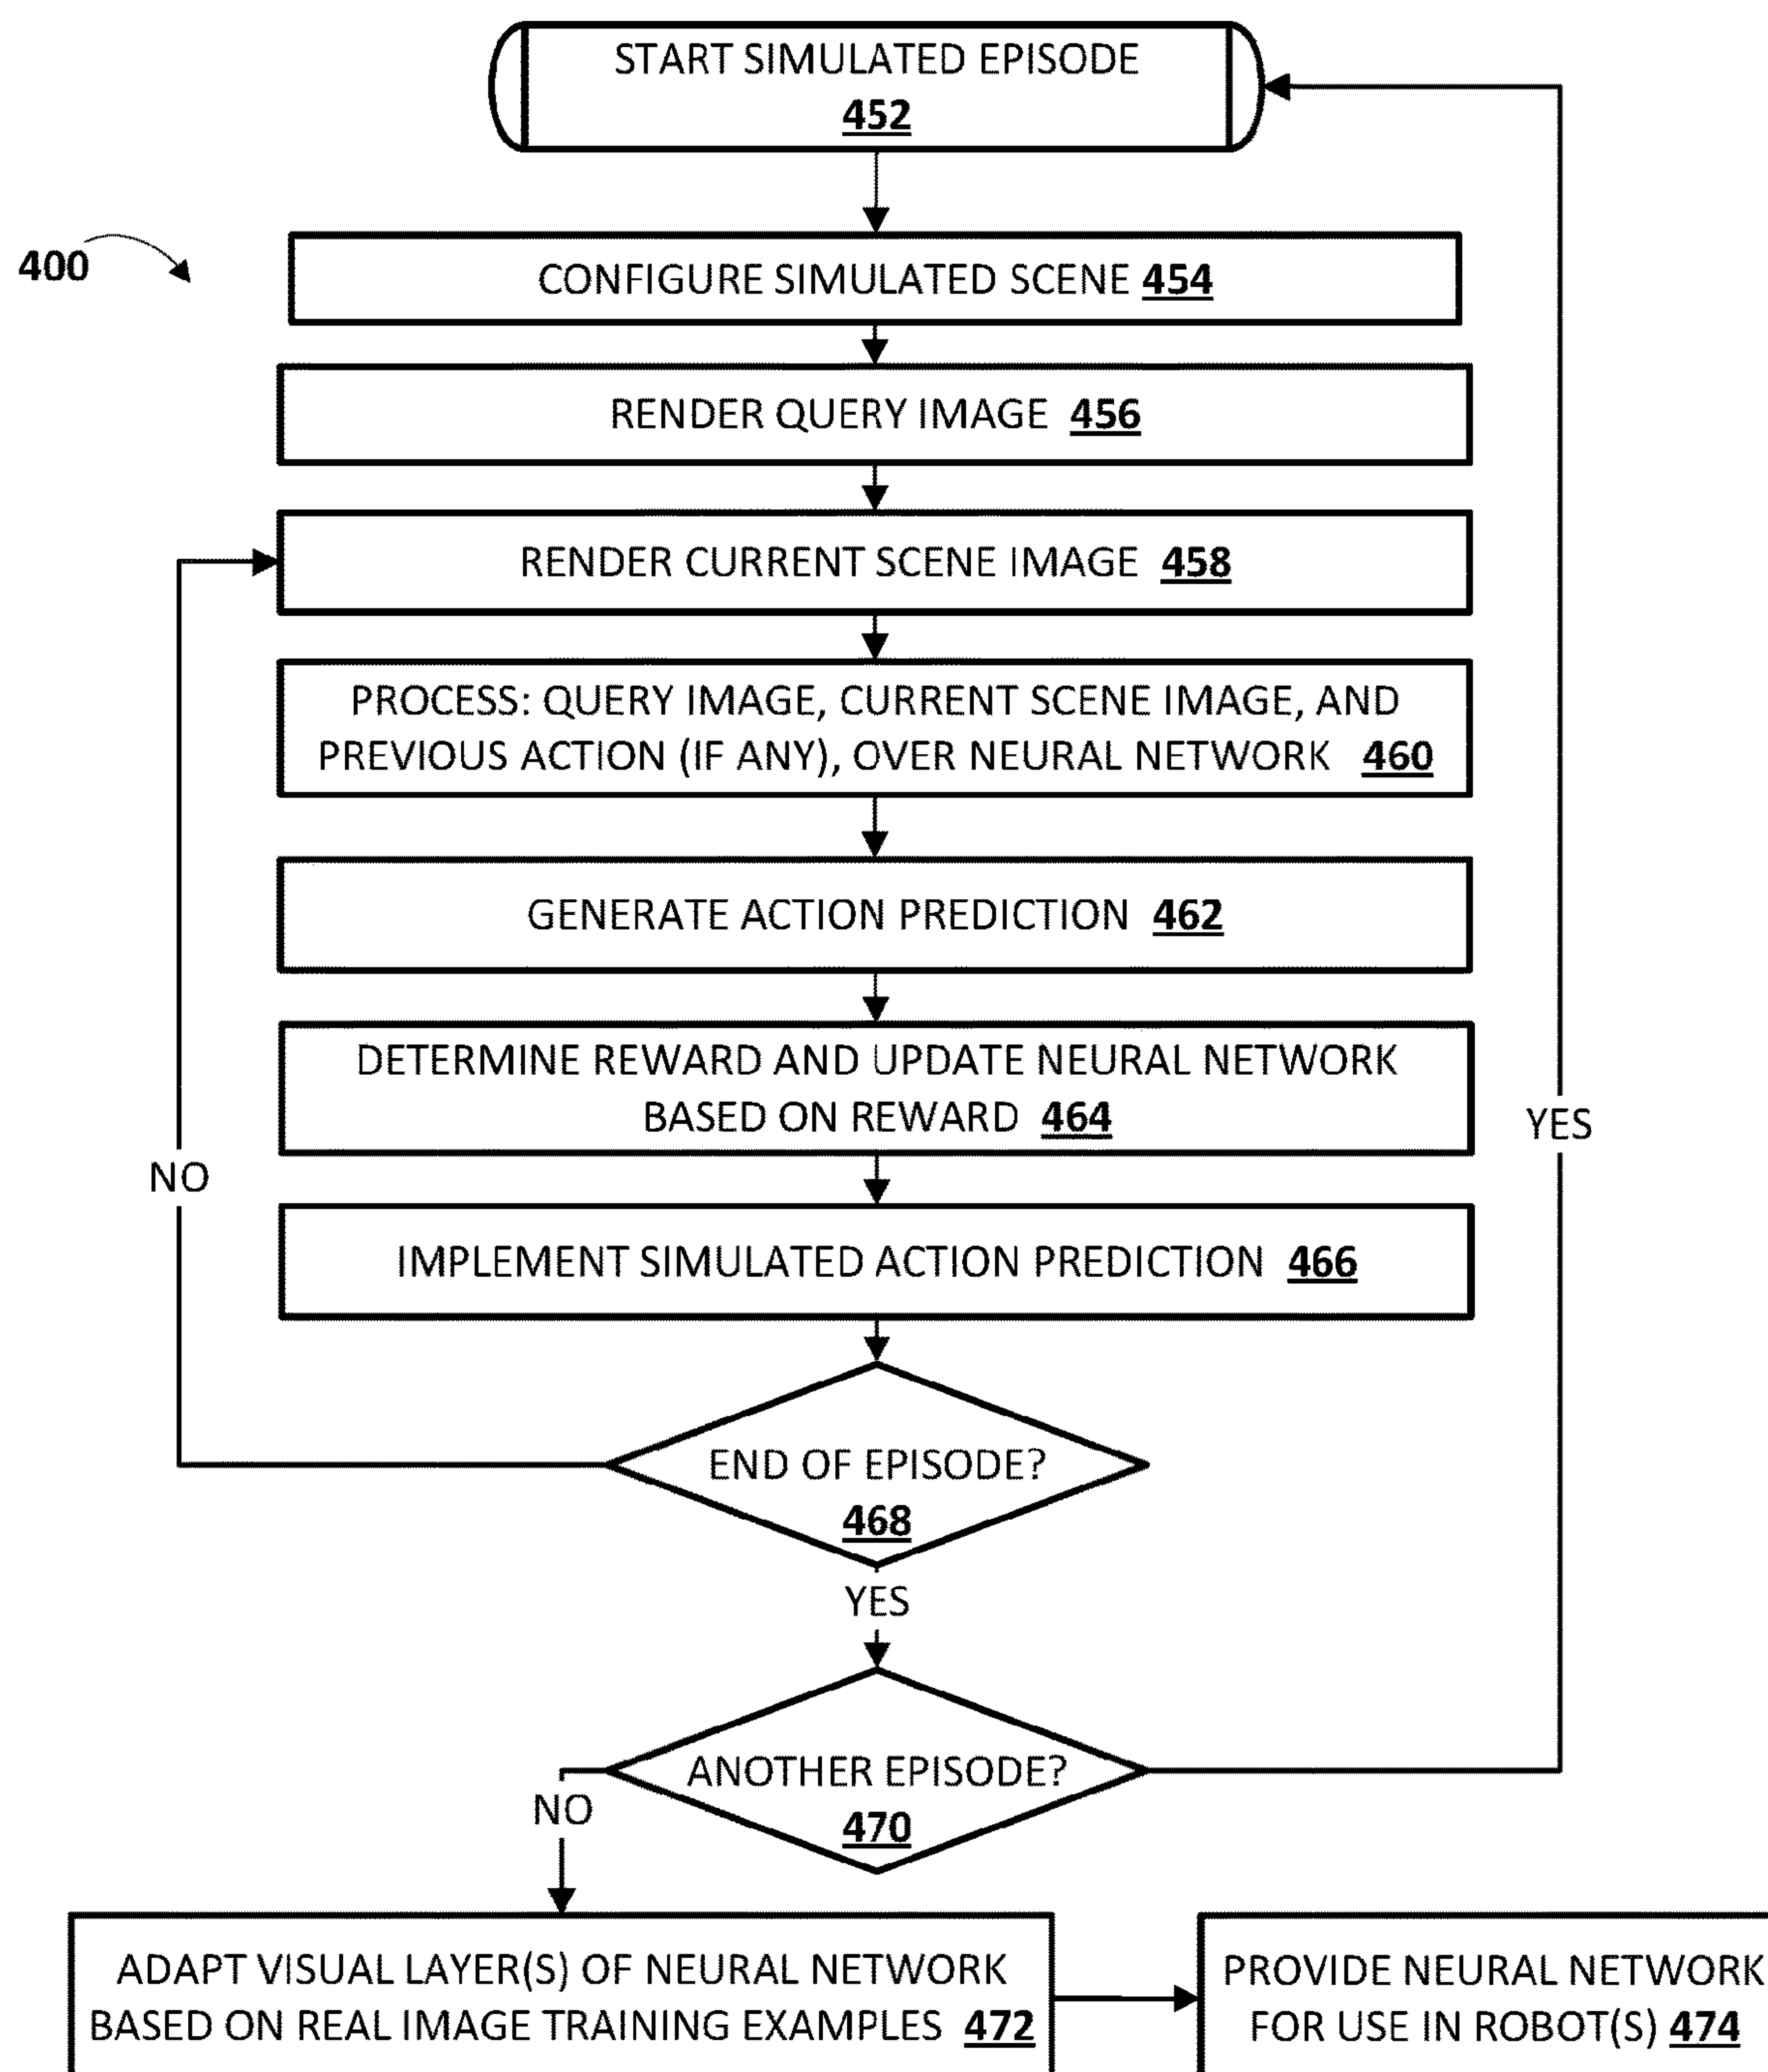 START SIMULATED EPISODE
452
400
CONFIGURE SIMULATED SCENE 454
RENDER QUERY IMAGE 456
RENDER CURRENT SCENE IMAGE 458
PROCESS: QUERY IMAGE, CURRENT SCENE IMAGE, AND
PREVIOUS ACTION (IF ANY), OVER NEURAL NETWORK 460
GENERATE ACTION PREDICTION 462
DETERMINE REWARD AND UPDATE NEURAL NETWORK
BASED ON REWARD 464
YES
NO
IMPLEMENT SIMULATED ACTION PREDICTION 466
END OF EPISODE?
468
YES
ANOTHER EPISODE?
470
NO
ADAPT VISUAL LAYER(S) OF NEURAL NETWORK
BASED ON REAL IMAGE TRAINING EXAMPLES 472
PROVIDE NEURAL NETWORK
FOR USE IN ROBOT(S) 474